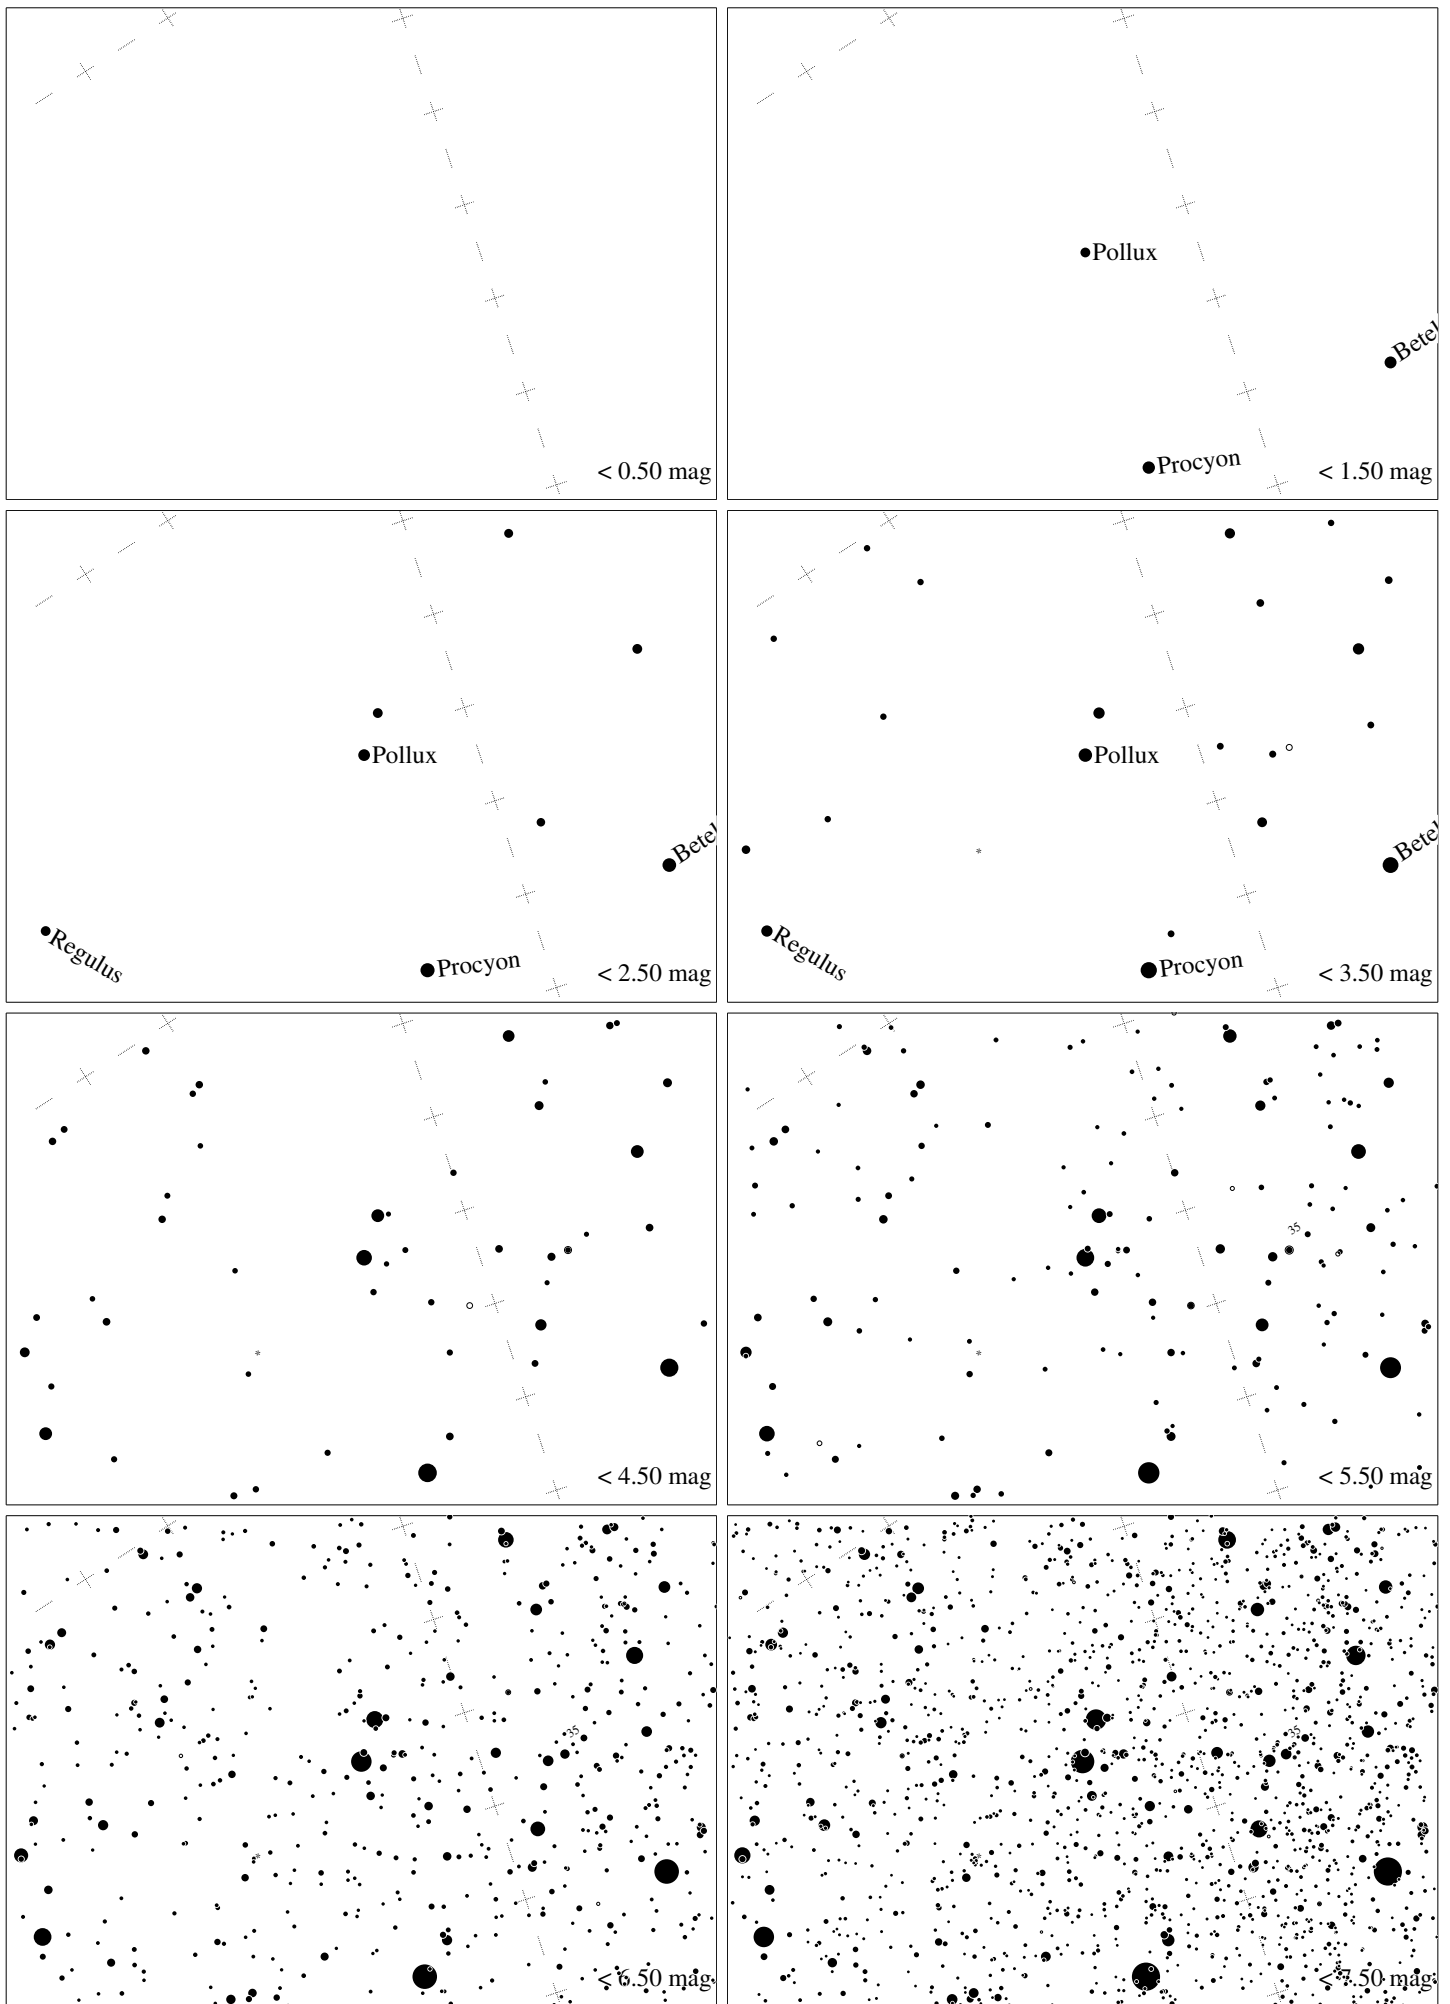 < 0.50 mag
Pollux
Betel
Procyon
< 1.50 mag
Pollux
Betel
Regulus
Procyon
< 2.50 mag
Pollux
Betel
Regulus
Procyon
< 3.50 mag
< 4.50 mag
35
< 5.50 mag
35
< 6.50 mag
35
< 7.50 mag